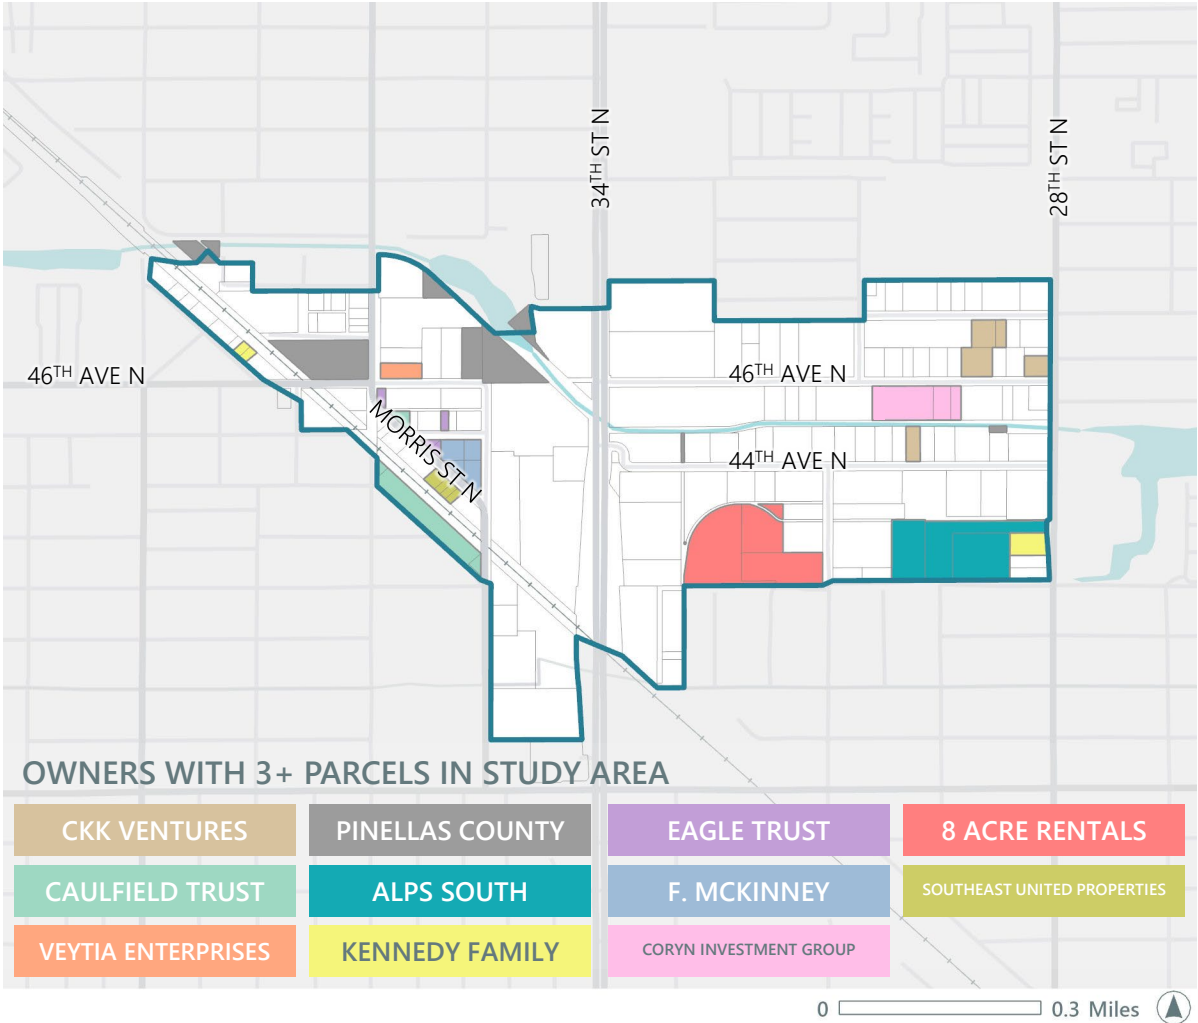 34TH ST N
28TH ST N
46TH AVE N
46TH AVE N
MORRIS ST N
44TH AVE N
OWNERS WITH 3+ PARCELS IN STUDY AREA
CKK VENTURES
PINELLAS COUNTY
EAGLE TRUST
8 ACRE RENTALS
CAULFIELD TRUST
ALPS SOUTH
F. MCKINNEY
SOUTHEAST UNITED PROPERTIES
VEYTIA ENTERPRISES
KENNEDY FAMILY
CORYN INVESTMENT GROUP
0 0.3 Miles